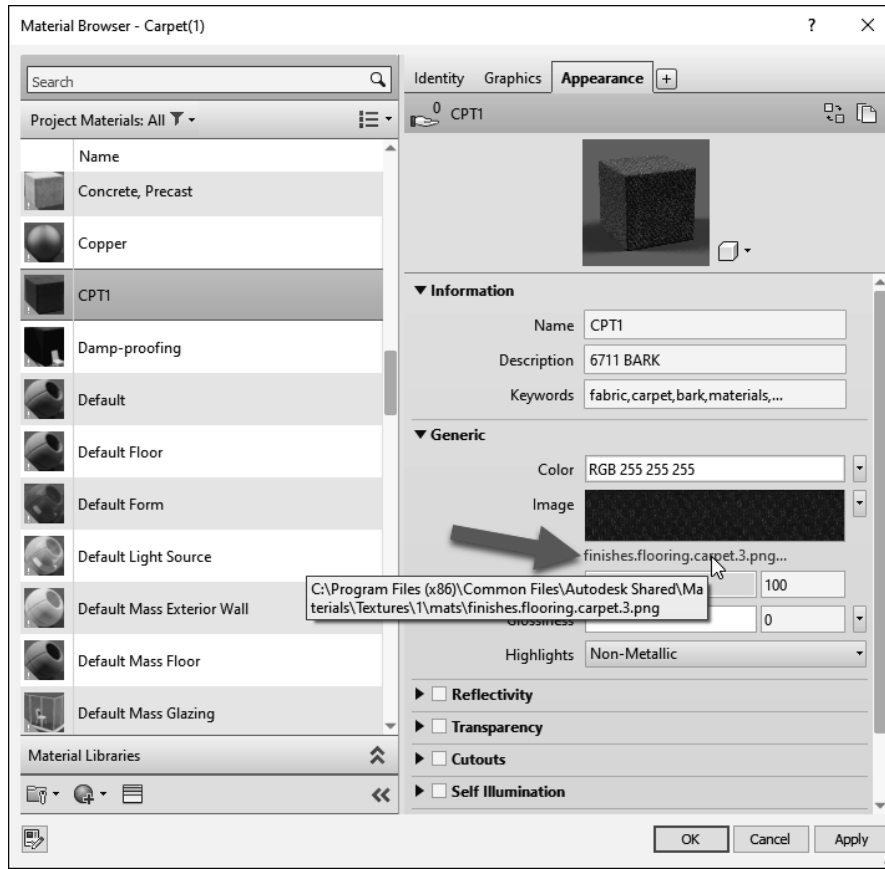 Material Browser - Carpet(1)
?
Search
Project Materials: All
Name
Concrete, Precast
Copper
CPT1
Damp-proofing
Default
Default Floor
Default Form
Default Light Source
Default Mass Exterior Wall
Default Mass Floor
Default Mass Glazing
Material Libraries
Identity Graphics Appearance +
0 CPT1
Information
Name CPT1
Description 6711 BARK
Keywords fabric,carpet,bark,materials,...
Generic
Color RGB 255 255 255
Image
finishes.flooring.carpet.3.png...
C:\Program Files (x86)\Common Files\Autodesk Shared\Ma
terials\Textures\1\mats\finishes.flooring.carpet.3.png
100
Glossiness 0
Highlights Non-Metallic
Reflectivity
Transparency
Cutouts
Self Illumination
OK Cancel Apply